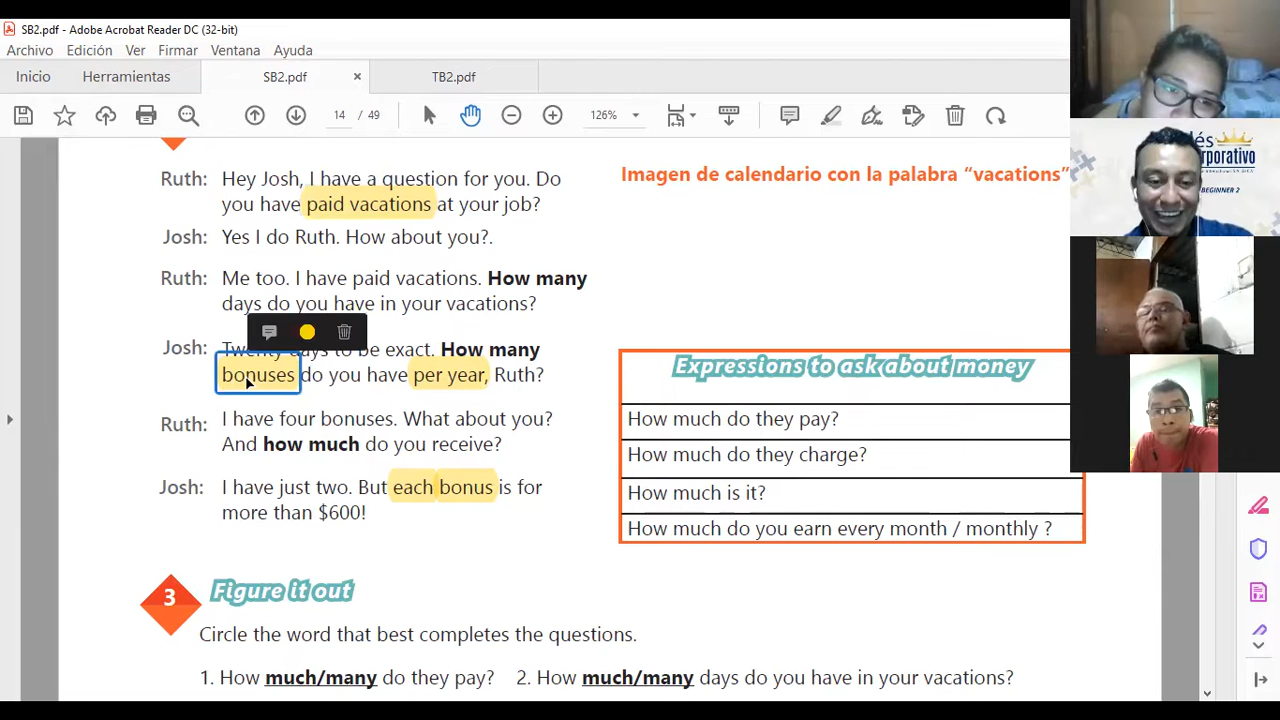 SB2.pdf - Adobe Acrobat Reader DC (32-bit)
Archivo Edición Ver Firmar Ventana Ayuda
Inicio Herramientas SB2.pdf × TB2.pdf
14 / 49 126%
Ruth: Hey Josh, I have a question for you. Do
you have paid vacations at your job?
Josh: Yes I do Ruth. How about you?.
Ruth: Me too. I have paid vacations. How many
days do you have in your vacations?
Josh: Twenty days to be exact. How many
bonuses do you have per year, Ruth?
Ruth: I have four bonuses. What about you?
And how much do you receive?
Josh: I have just two. But each bonus is for
more than $600!
Imagen de calendario con la palabra “vacations”
Expressions to ask about money
How much do they pay?
How much do they charge?
How much is it?
How much do you earn every month / monthly ?
3 Figure it out
Circle the word that best completes the questions.
1. How much/many do they pay? 2. How much/many days do you have in your vacations?
BEGINNER 2